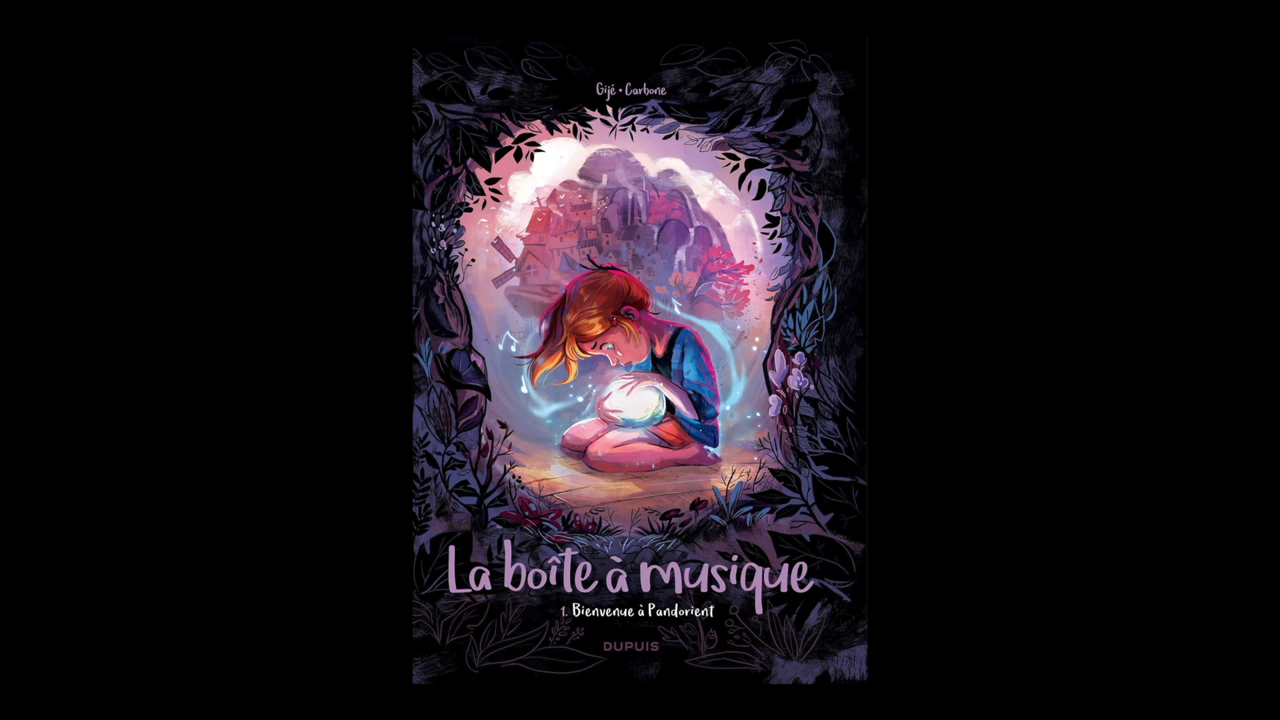 Gijé • Carbone
La boîte à musique
1. Bienvenue à Pandorient
DUPUIS